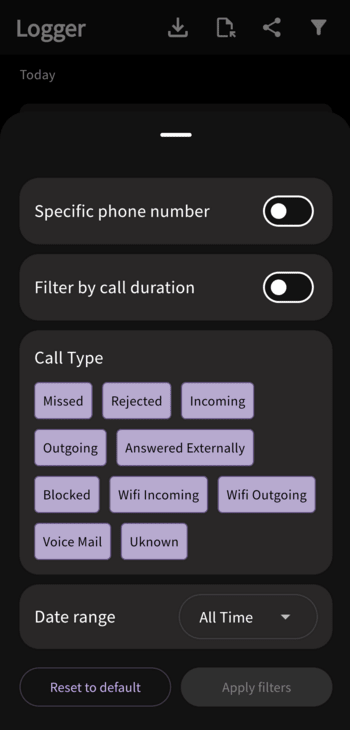 Logger
Today
Specific phone number
Filter by call duration
Call Type
Missed Rejected Incoming
Outgoing Answered Externally
Blocked Wifi Incoming Wifi Outgoing
Voice Mail Uknown
Date range All Time
Reset to default Apply filters